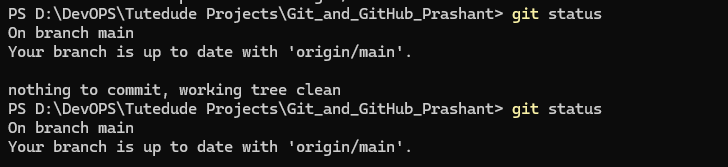 PS D:\DevOPS\Tutedude Projects\Git_and_GitHub_Prashant> git status
On branch main
Your branch is up to date with 'origin/main'.
nothing to commit, working tree clean
PS D:\DevOPS\Tutedude Projects\Git_and_GitHub_Prashant> git status
On branch main
Your branch is up to date with 'origin/main'.